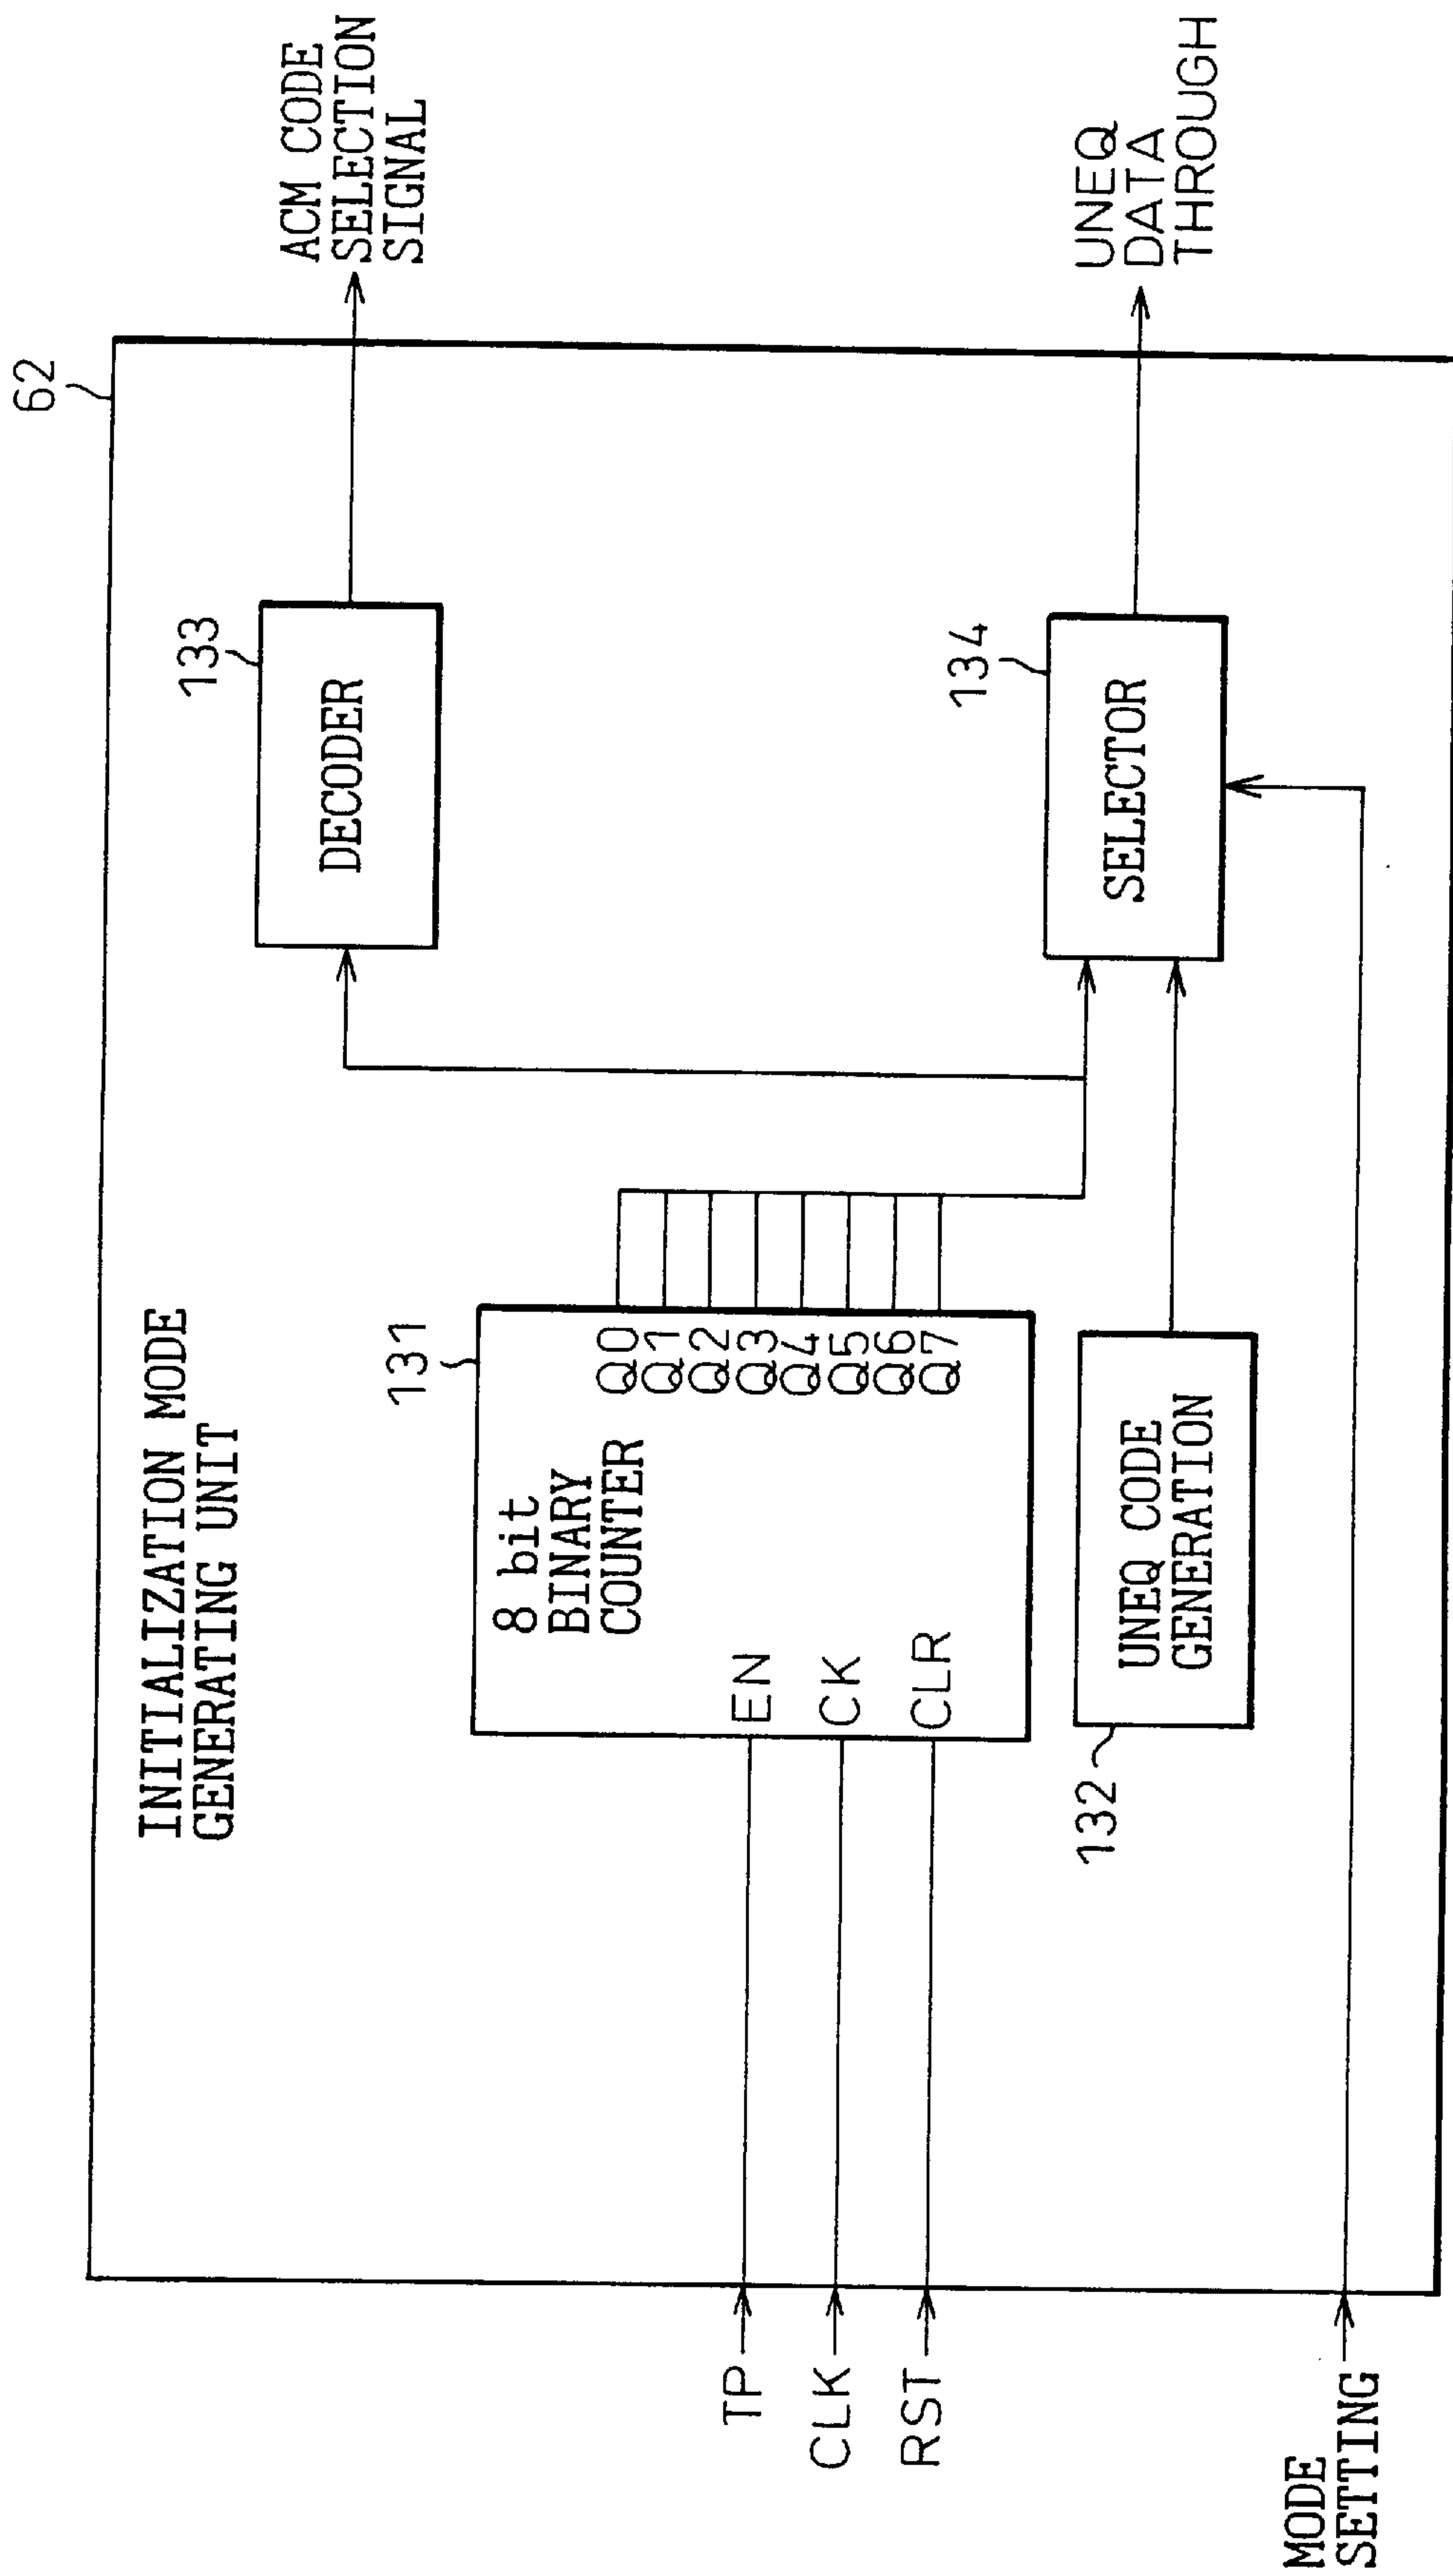 62
INITIALIZATION MODE
GENERATING UNIT
133
DECODER
ACM CODE
SELECTION
SIGNAL
131
8 bit
BINARY
COUNTER
Q0
Q1
Q2
Q3
Q4
Q5
Q6
Q7
EN
CK
CLR
TP
CLK
RST
134
SELECTOR
UNEQ
DATA
THROUGH
132
UNEQ CODE
GENERATION
MODE
SETTING